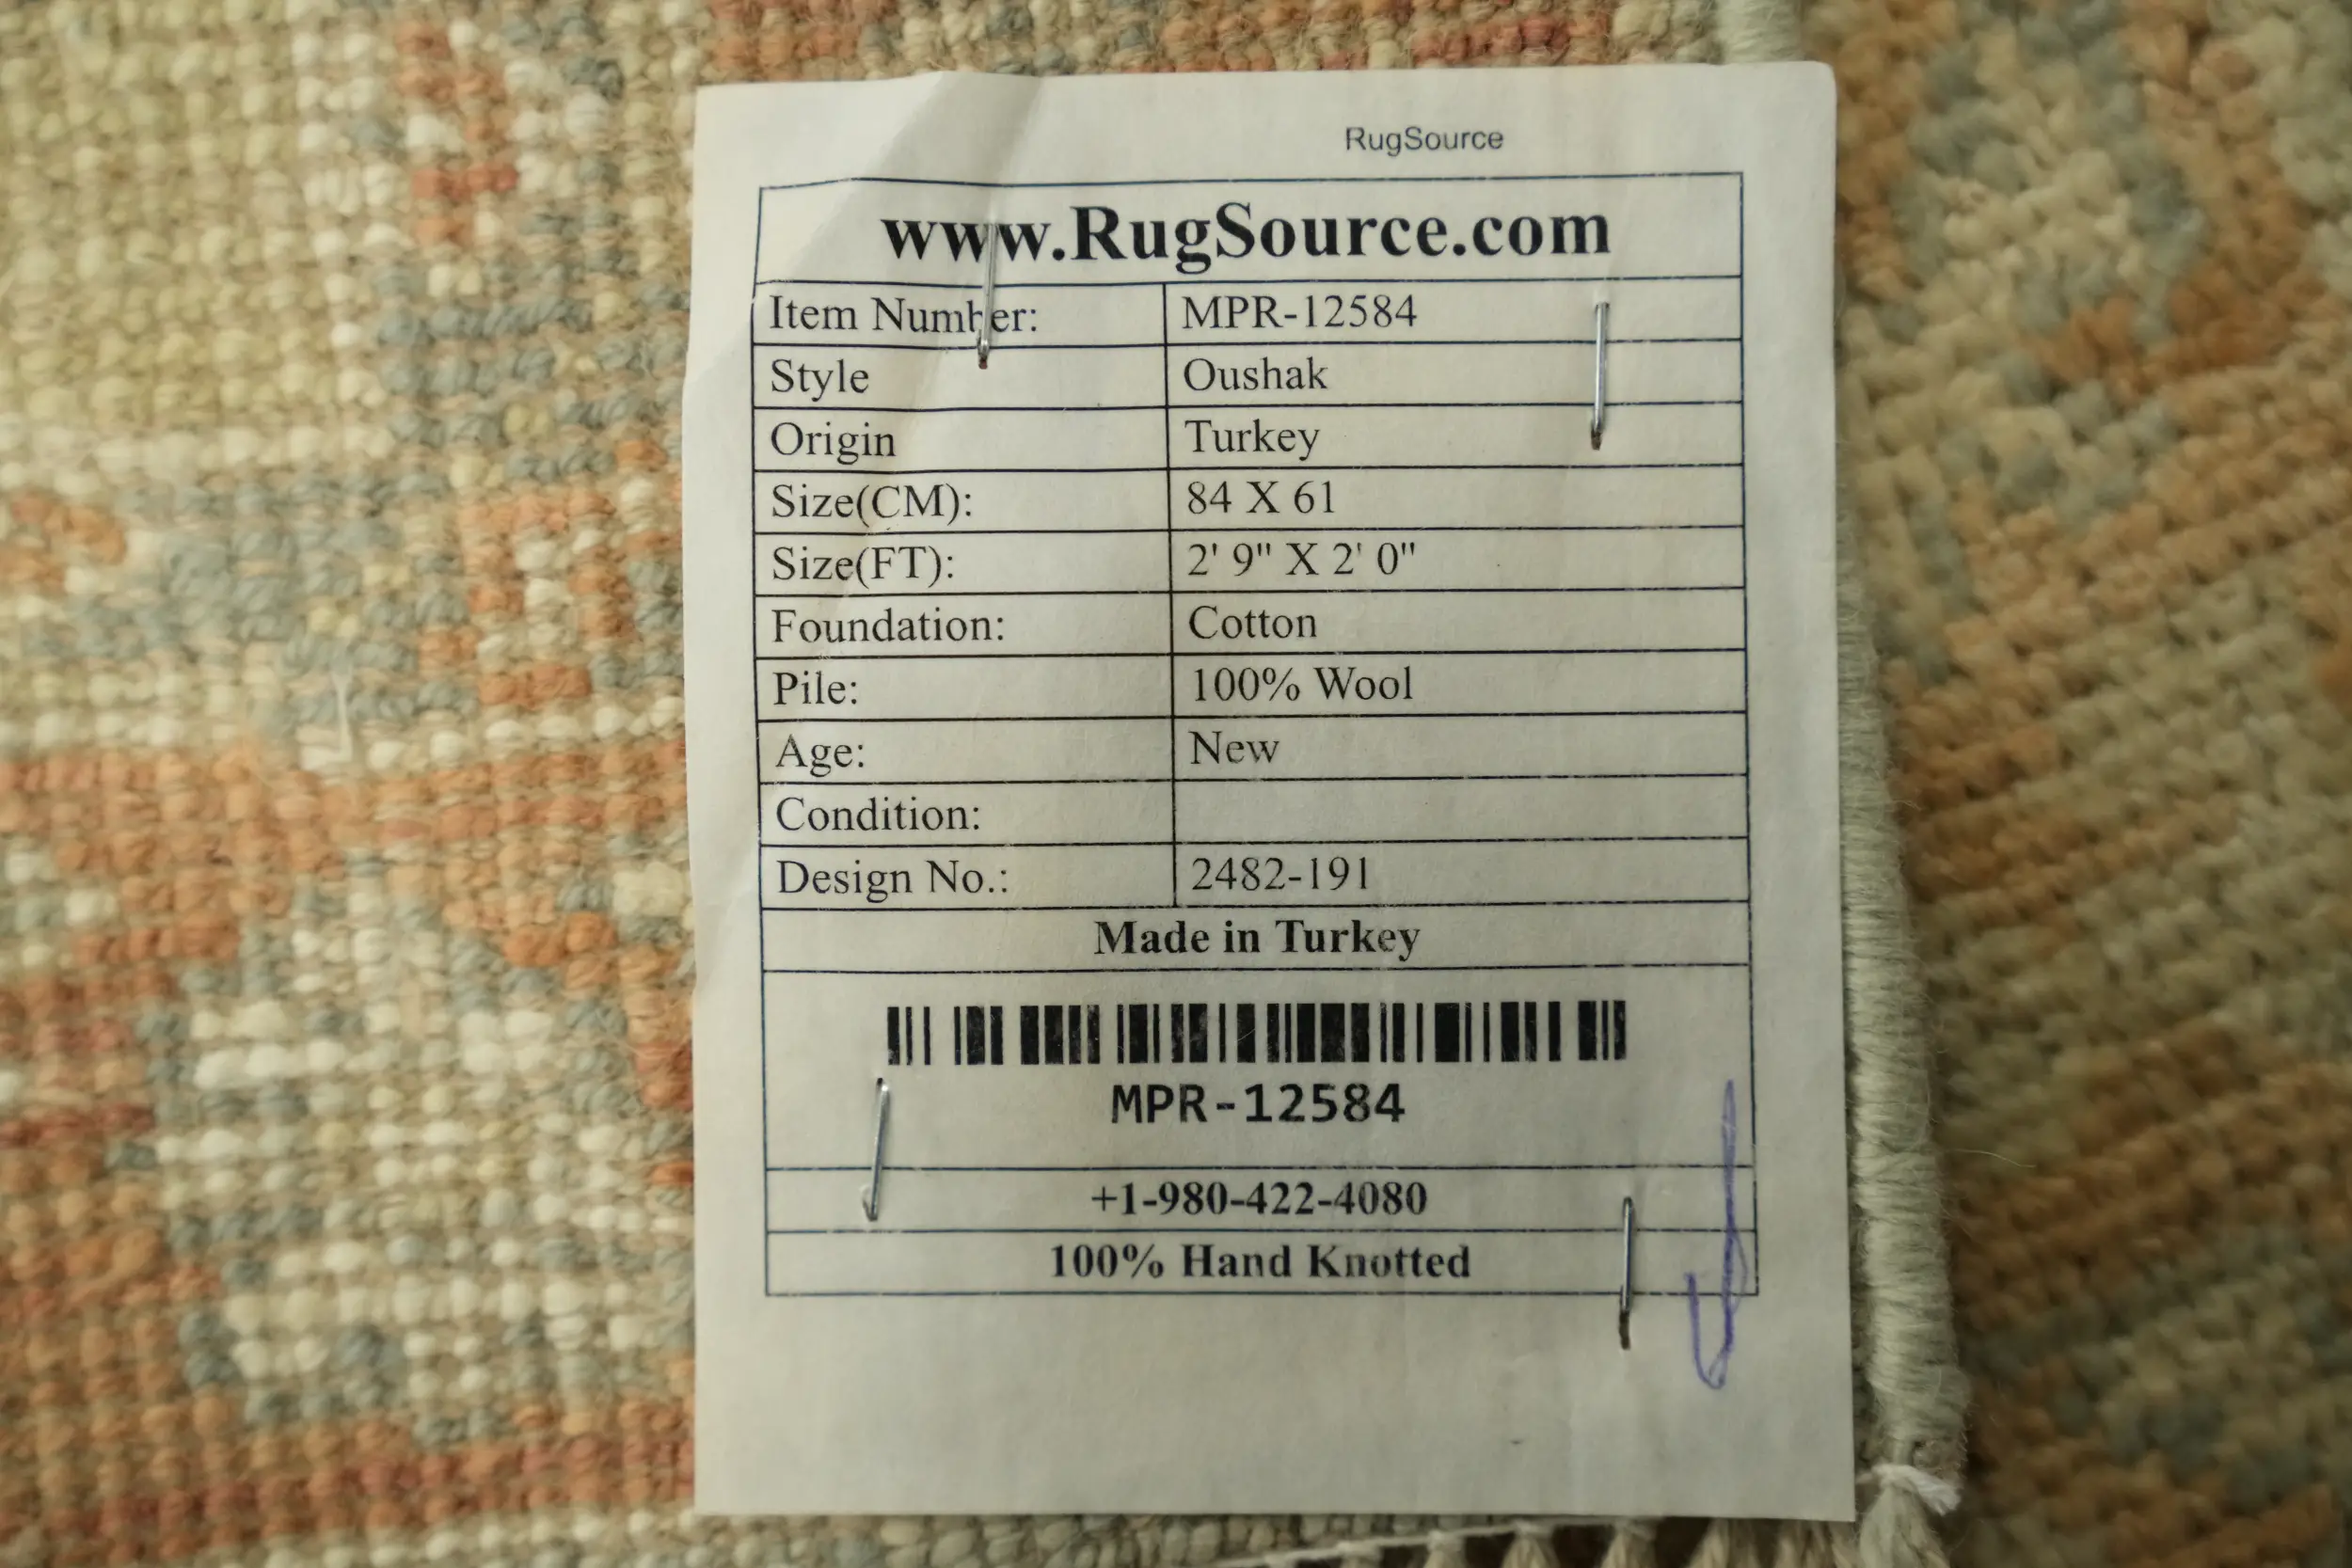 RugSource
www.RugSource.com
Item Number: MPR-12584
Style Oushak
Origin Turkey
Size(CM): 84 X 61
Size(FT): 2' 9" X 2' 0"
Foundation: Cotton
Pile: 100% Wool
Age: New
Condition:
Design No.: 2482-191
Made in Turkey
MPR-12584
+1-980-422-4080
100% Hand Knotted